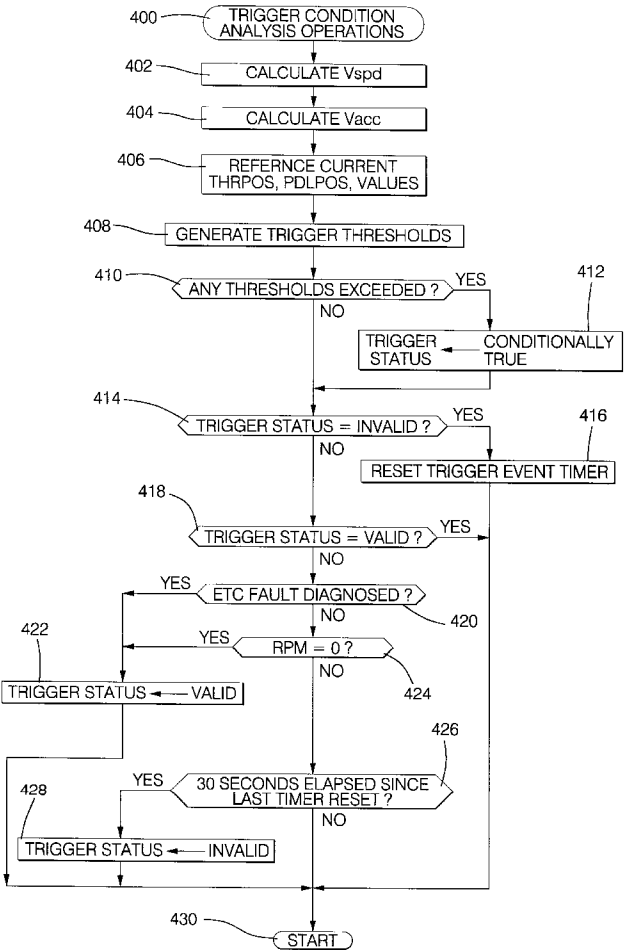 400
TRIGGER CONDITION
ANALYSIS OPERATIONS
402
CALCULATE Vspd
404
CALCULATE Vacc
406
REFERNCE CURRENT
THRPOS, PDLPOS, VALUES
408
GENERATE TRIGGER THRESHOLDS
410
ANY THRESHOLDS EXCEEDED ?
YES
NO
412
TRIGGER STATUS ← CONDITIONALLY TRUE
414
TRIGGER STATUS = INVALID ?
YES
NO
416
RESET TRIGGER EVENT TIMER
418
TRIGGER STATUS = VALID ?
YES
NO
YES
ETC FAULT DIAGNOSED ?
NO
420
YES
RPM = 0 ?
NO
424
422
TRIGGER STATUS ← VALID
426
YES
30 SECONDS ELAPSED SINCE
LAST TIMER RESET ?
NO
428
TRIGGER STATUS ← INVALID
430
START